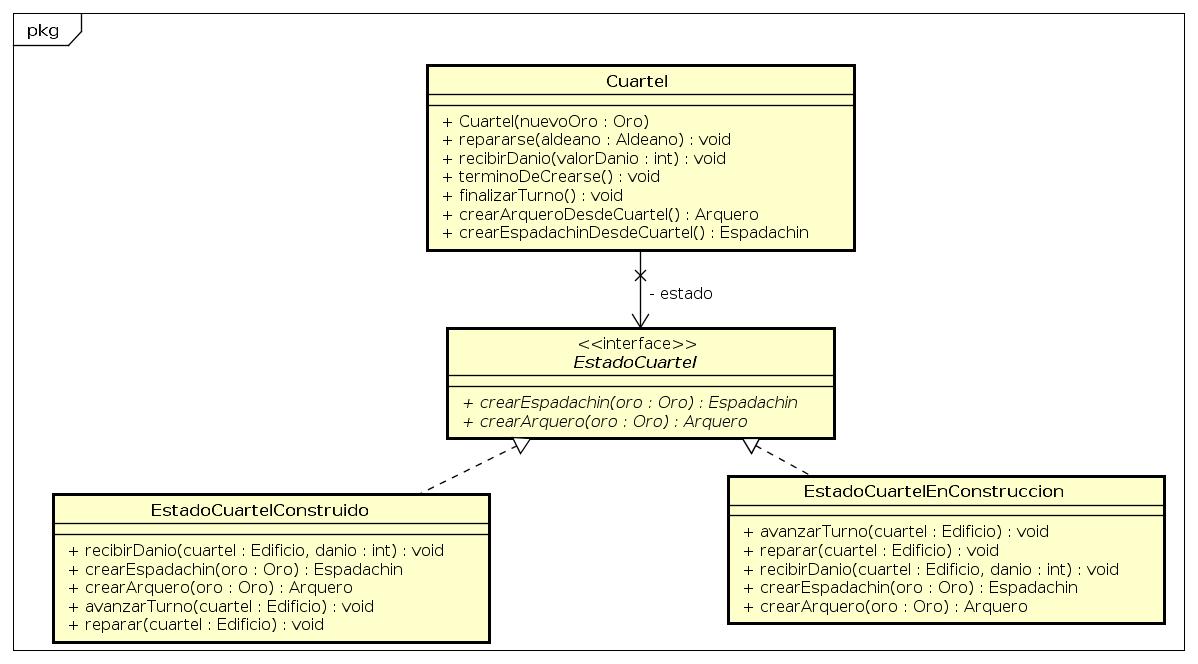 pkg
Cuartel
+ Cuartel(nuevoOro : Oro)
+ repararse(aldeano : Aldeano) : void
+ recibirDanio(valorDanio : int) : void
+ terminoDeCrearse() : void
+ finalizarTurno() : void
+ crearArqueroDesdeCuartel() : Arquero
+ crearEspadachinDesdeCuartel() : Espadachin
- estado
<<interface>>
EstadoCuartel
+ crearEspadachin(oro : Oro) : Espadachin
+ crearArquero(oro : Oro) : Arquero
EstadoCuartelConstruido
+ recibirDanio(cuartel : Edificio, danio : int) : void
+ crearEspadachin(oro : Oro) : Espadachin
+ crearArquero(oro : Oro) : Arquero
+ avanzarTurno(cuartel : Edificio) : void
+ reparar(cuartel : Edificio) : void
EstadoCuartelEnConstruccion
+ avanzarTurno(cuartel : Edificio) : void
+ reparar(cuartel : Edificio) : void
+ recibirDanio(cuartel : Edificio, danio : int) : void
+ crearEspadachin(oro : Oro) : Espadachin
+ crearArquero(oro : Oro) : Arquero